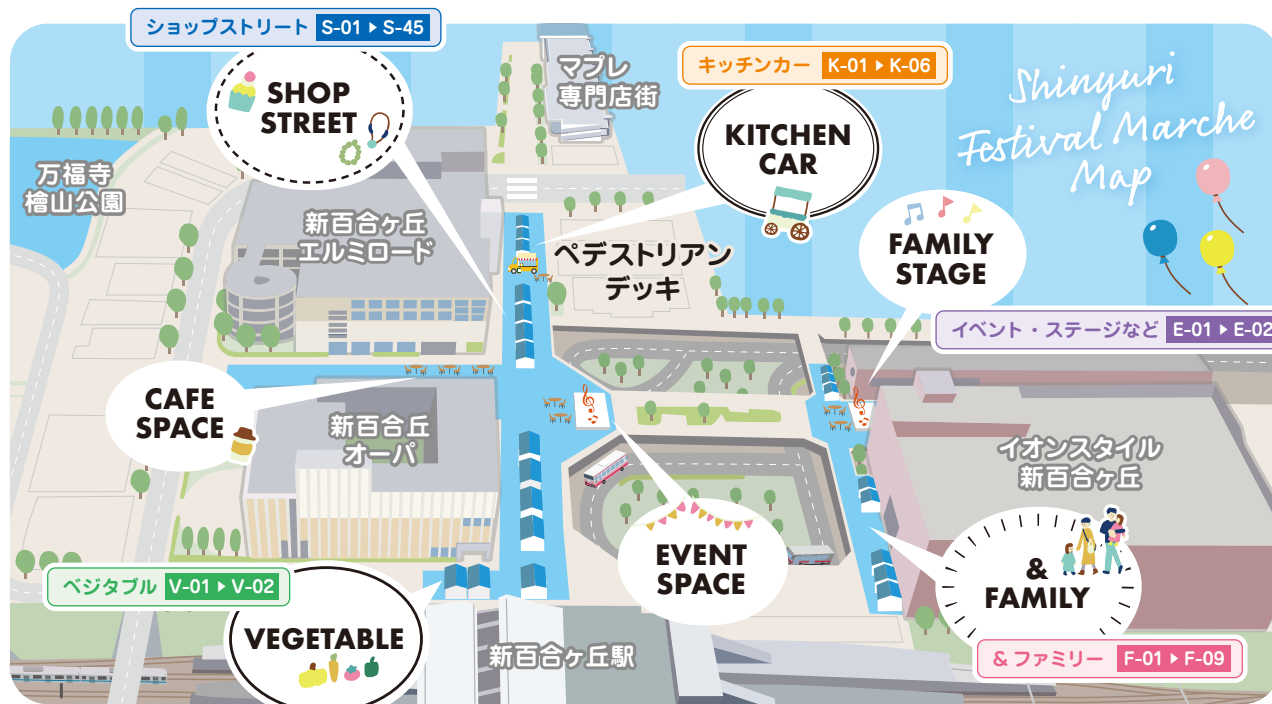 ショップストリート S-01 ▶ S-45
SHOP
STREET
マプレ
専門店街
キッチンカー K-01 ▶ K-06
KITCHEN
CAR
Shinyuri
Festival Marche
Map
万福寺
檜山公園
新百合ヶ丘
エルミロード
ペデストリアン
デッキ
FAMILY
STAGE
イベント・ステージなど E-01 ▶ E-02
CAFE
SPACE
新百合丘
オーパ
イオンスタイル
新百合ヶ丘
EVENT
SPACE
&
FAMILY
ベジタブル V-01 ▶ V-02
VEGETABLE
新百合ヶ丘駅
& ファミリー F-01 ▶ F-09